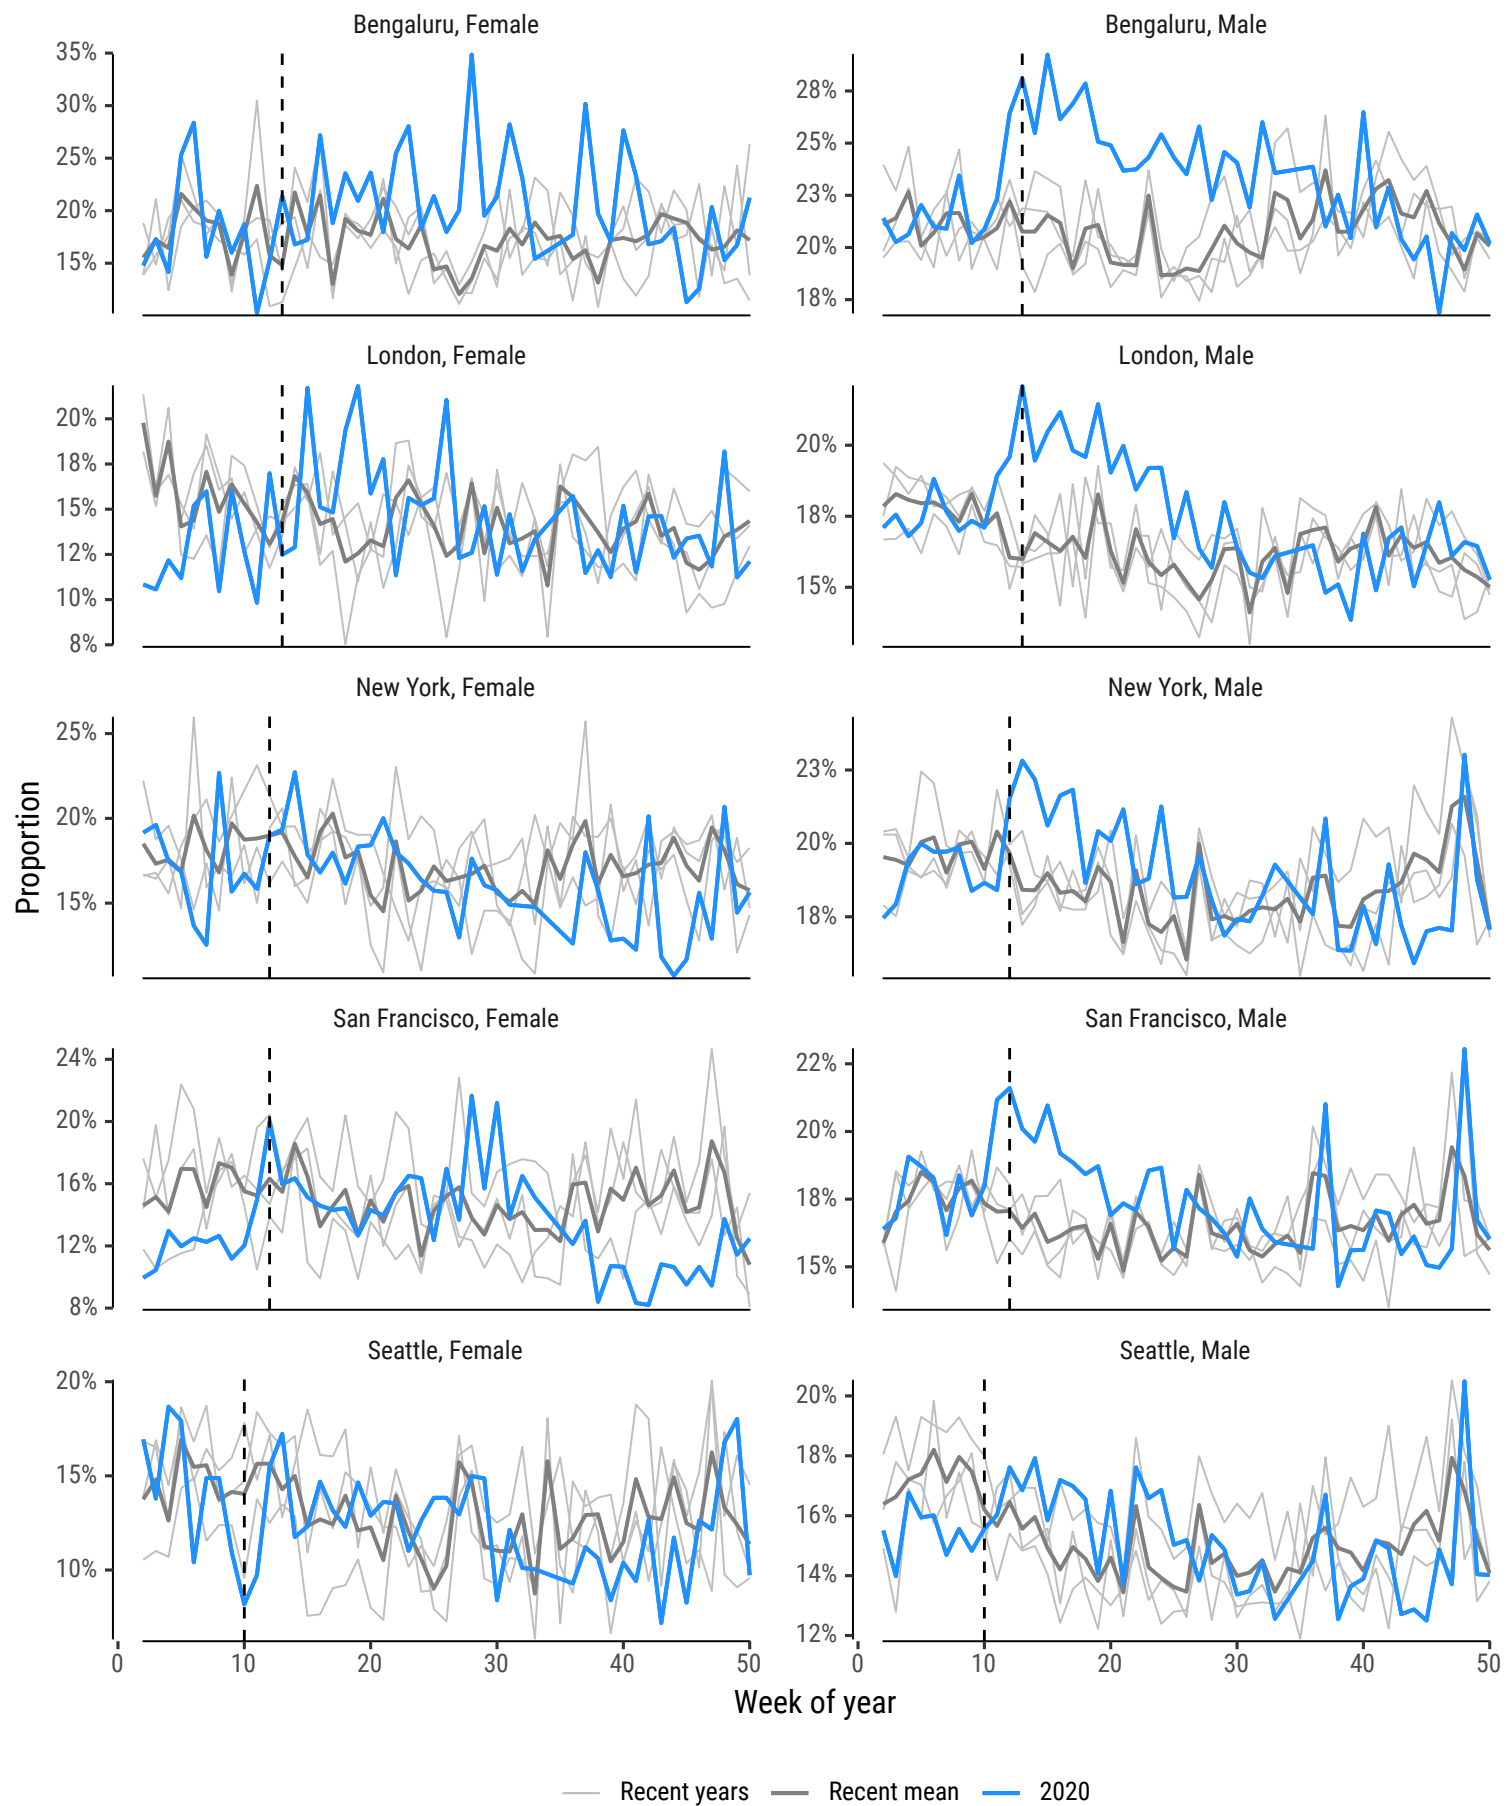 Bengaluru, Female
Bengaluru, Male
35%
30%
25%
20%
15%
28%
25%
23%
20%
18%
London, Female
London, Male
20%
18%
15%
12%
10%
8%
20%
18%
15%
New York, Female
New York, Male
25%
20%
15%
23%
20%
18%
Proportion
San Francisco, Female
San Francisco, Male
24%
20%
16%
12%
8%
22%
20%
18%
15%
Seattle, Female
Seattle, Male
20%
15%
10%
20%
18%
16%
14%
12%
0 10 20 30 40 50
0 10 20 30 40 50
Week of year
Recent years Recent mean 2020